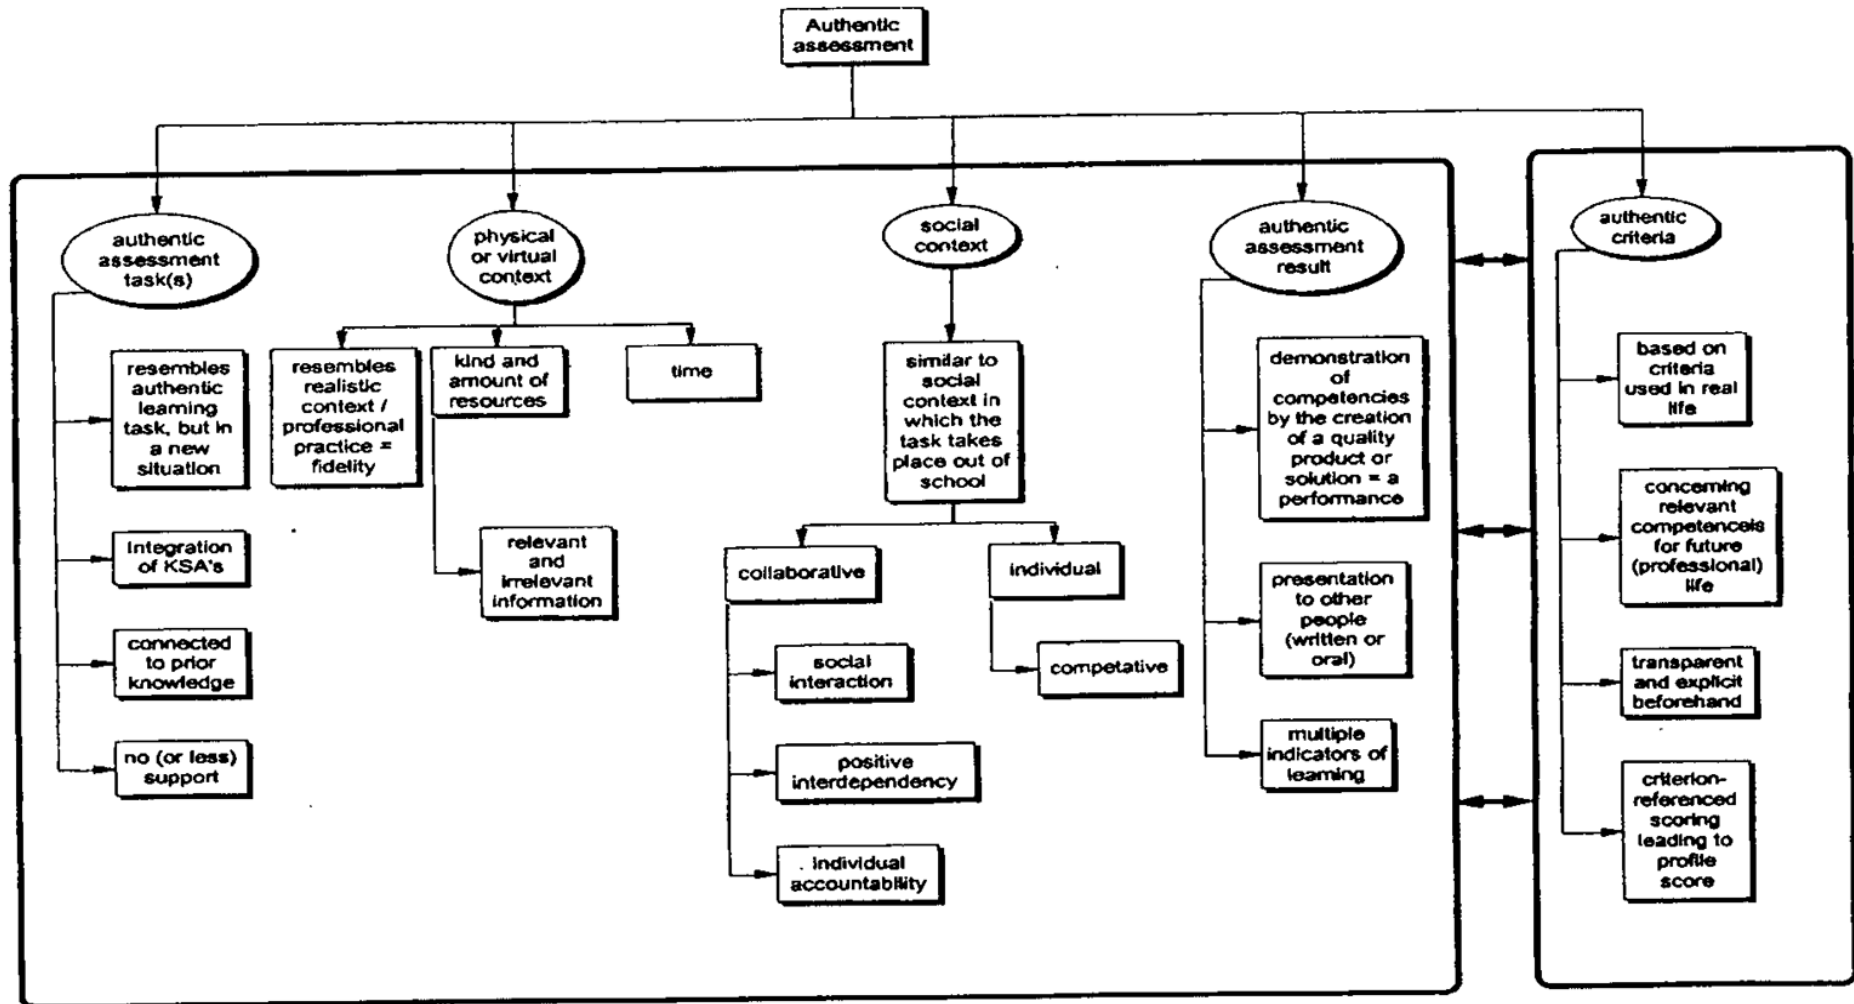 Authentic
assessment
authentic
assessment
task(s)
physical
or virtual
context
social
context
authentic
assessment
result
authentic
criteria
resembles
authentic
learning
task, but in
a new
situation
Integration
of KSA's
connected
to prior
knowledge
no (or less)
support
resembles
realistic
context /
professional
practice =
fidelity
kind and
amount of
resources
time
relevant
and
irrelevant
information
similar to
social
context in
which the
task takes
place out of
school
collaborative
individual
social
interaction
positive
interdependency
individual
accountability
competative
demonstration
of
competencies
by the creation
of a quality
product or
solution = a
performance
presentation
to other
people
(written or
oral)
multiple
indicators of
learning
based on
criteria
used in real
life
concerning
relevant
competenceis
for future
(professional)
life
transparent
and explicit
beforehand
criterion-
referenced
scoring
leading to
profile
score